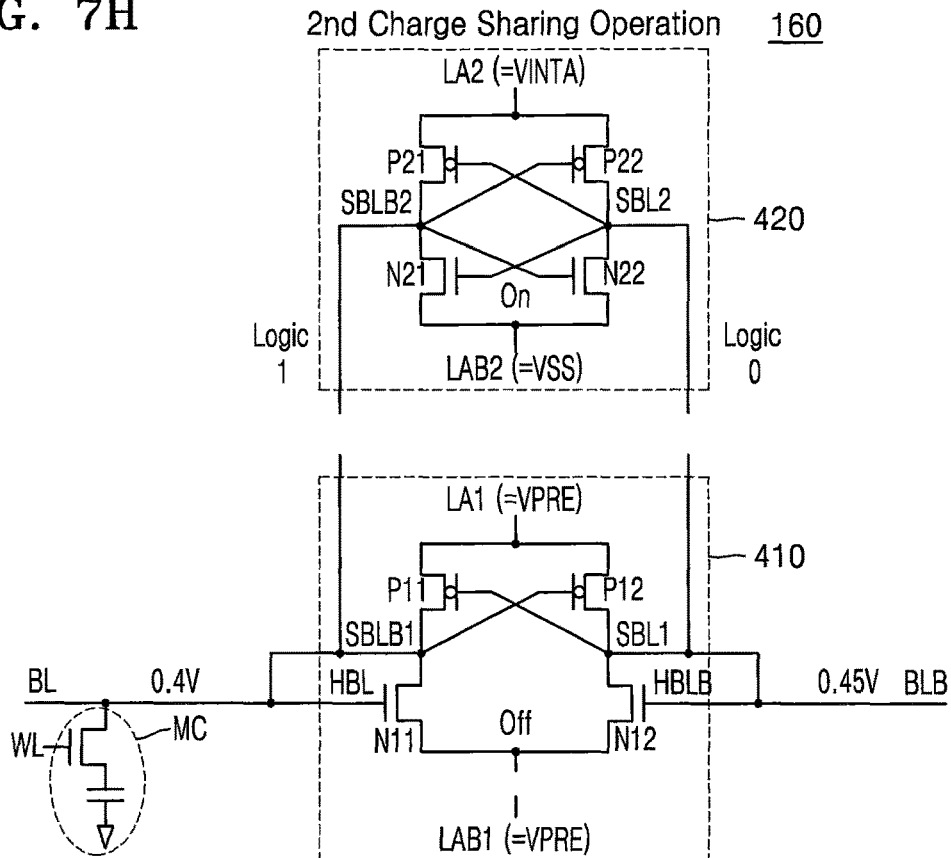 G. 7H
2nd Charge Sharing Operation 160
LA2 (=VINTA)
P21 P22
SBLB2 SBL2
420
N21 N22
On
Logic
1
Logic
0
LAB2 (=VSS)
LA1 (=VPRE)
410
P11 P12
SBLB1 SBL1
BL 0.4V HBL HBLB 0.45V BLB
MC
WL
N11 Off N12
LAB1 (=VPRE)